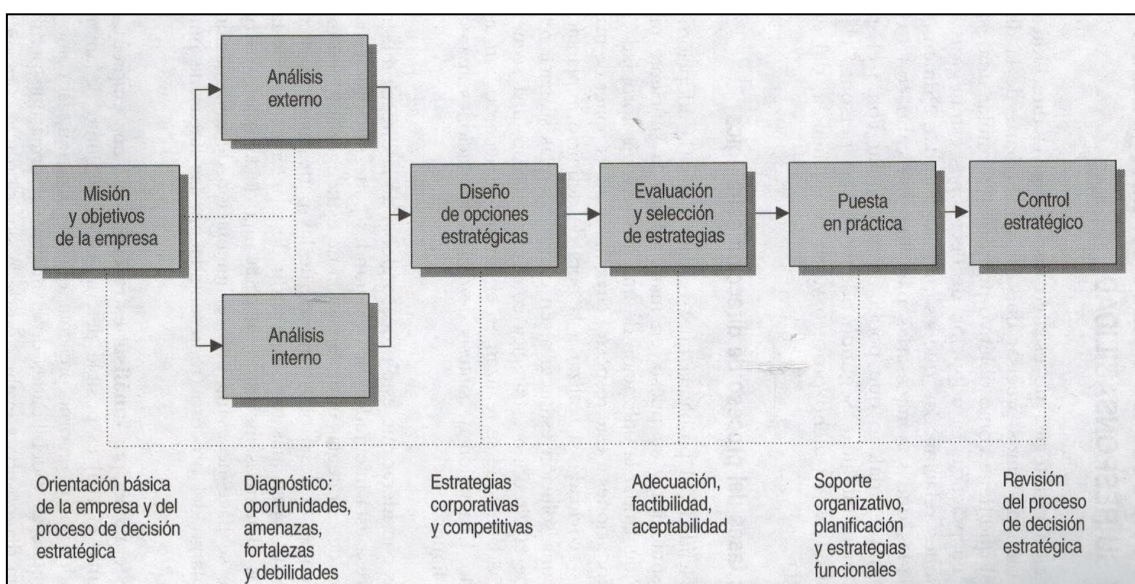 Análisis
externo
Misión
y objetivos
de la empresa
Diseño
de opciones
estratégicas
Evaluación
y selección
de estrategias
Puesta
en práctica
Control
estratégico
Análisis
interno
Orientación básica
de la empresa y del
proceso de decisión
estratégica
Diagnóstico:
oportunidades,
amenazas,
fortalezas
y debilidades
Estrategias
corporativas
y competitivas
Adecuación,
factibilidad,
aceptabilidad
Soporte
organizativo,
planificación
y estrategias
funcionales
Revisión
del proceso
de decisión
estratégica